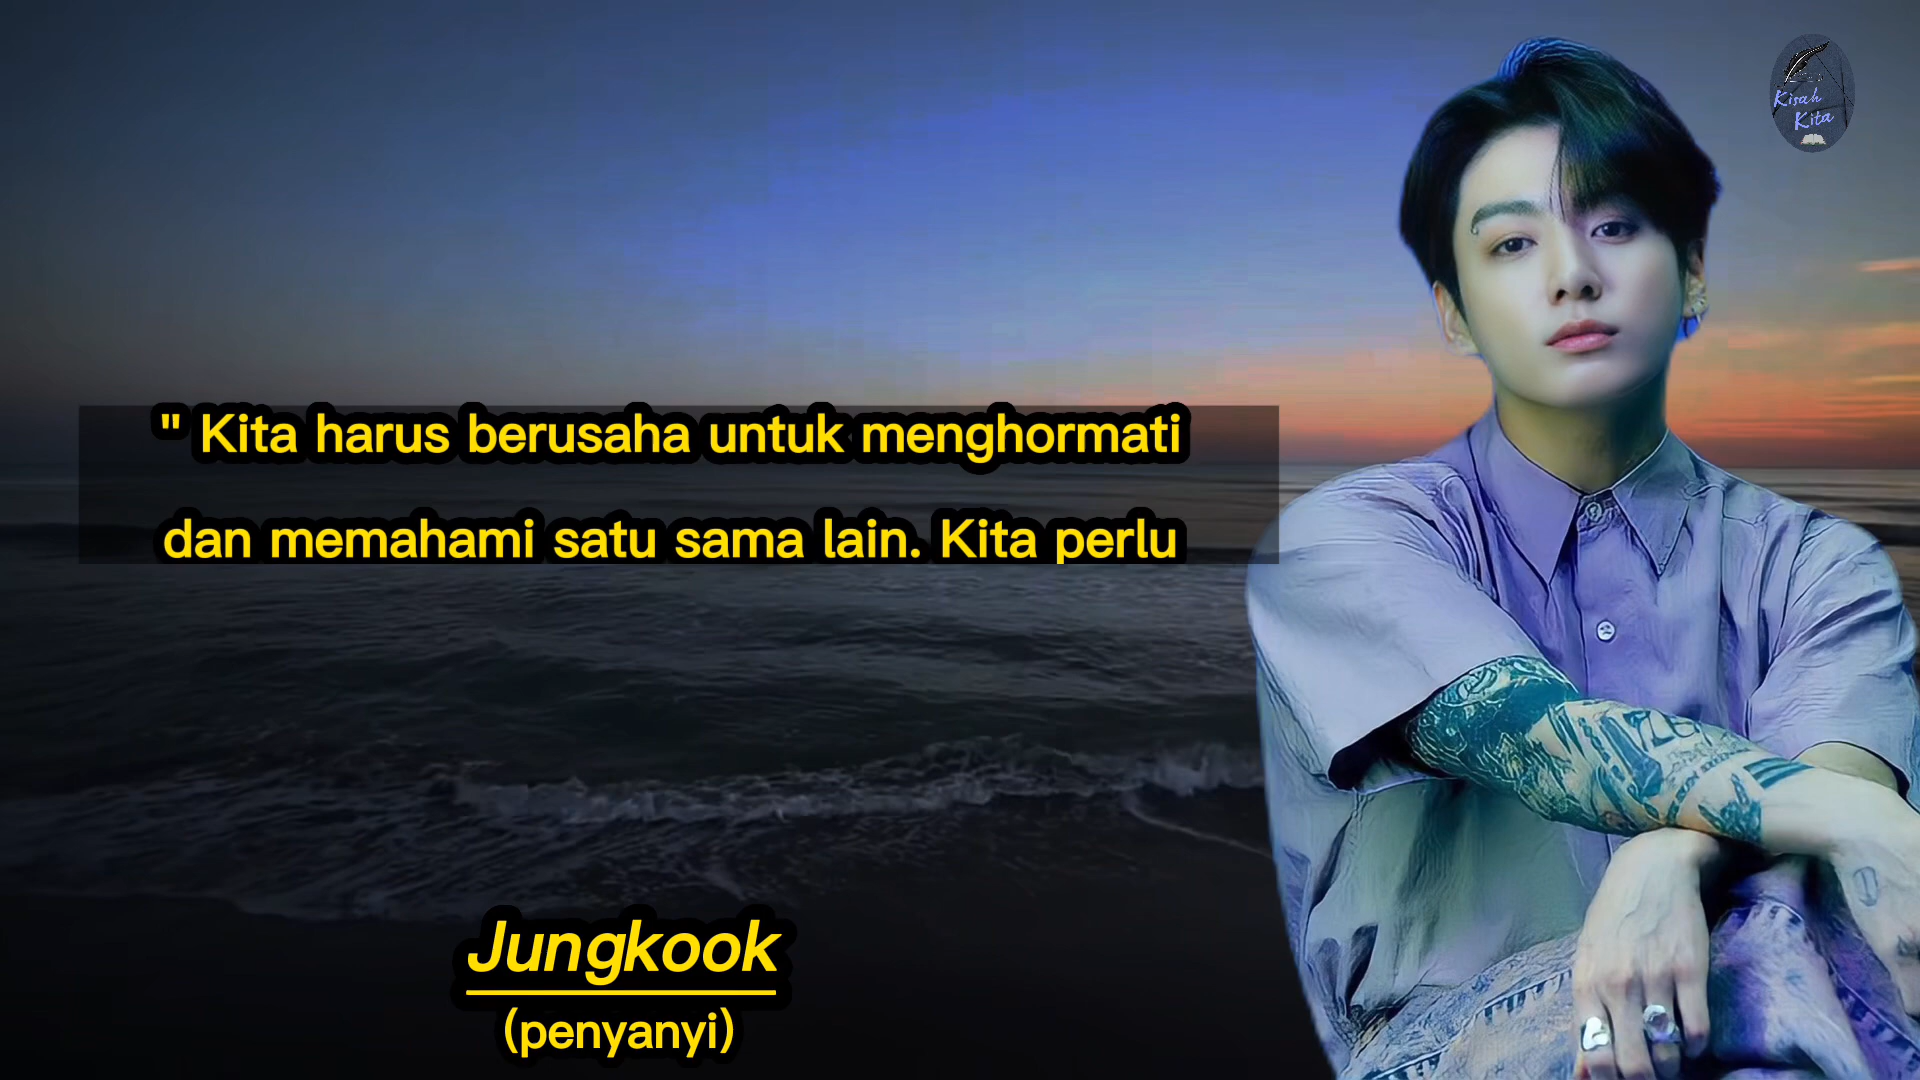 Kisah
Kita
" Kita harus berusaha untuk menghormati
dan memahami satu sama lain. Kita perlu
Jungkook
(penyanyi)